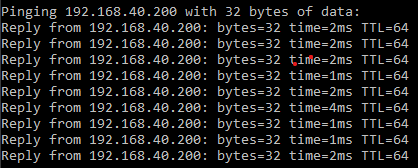 Pinging 192.168.40.200 with 32 bytes of data:
Reply from 192.168.40.200: bytes=32 time=2ms TTL=64
Reply from 192.168.40.200: bytes=32 time=2ms TTL=64
Reply from 192.168.40.200: bytes=32 time=2ms TTL=64
Reply from 192.168.40.200: bytes=32 time=1ms TTL=64
Reply from 192.168.40.200: bytes=32 time=2ms TTL=64
Reply from 192.168.40.200: bytes=32 time=4ms TTL=64
Reply from 192.168.40.200: bytes=32 time=1ms TTL=64
Reply from 192.168.40.200: bytes=32 time=1ms TTL=64
Reply from 192.168.40.200: bytes=32 time=2ms TTL=64